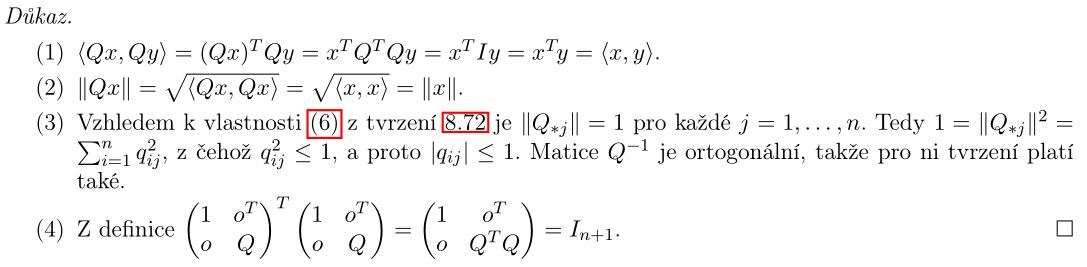 Důkaz.
(1) ⟨Qx, Qy⟩ = (Qx)^T Qy = x^T Q^T Qy = x^T Iy = x^T y = ⟨x, y⟩.
(2) ‖Qx‖ = √⟨Qx, Qx⟩ = √⟨x, x⟩ = ‖x‖.
(3) Vzhledem k vlastnosti (6) z tvrzení 8.72 je ‖Q_{∗j}‖ = 1 pro každé j = 1, . . . , n. Tedy 1 = ‖Q_{∗j}‖^2 =
∑_{i=1}^n q_{ij}^2, z čehož q_{ij}^2 ≤ 1, a proto |q_{ij}| ≤ 1. Matice Q^{−1} je ortogonální, takže pro ni tvrzení platí
také.
(4) Z definice (1 o^T; o Q)^T (1 o^T; o Q) = (1 o^T; o Q^T Q) = I_{n+1}. □